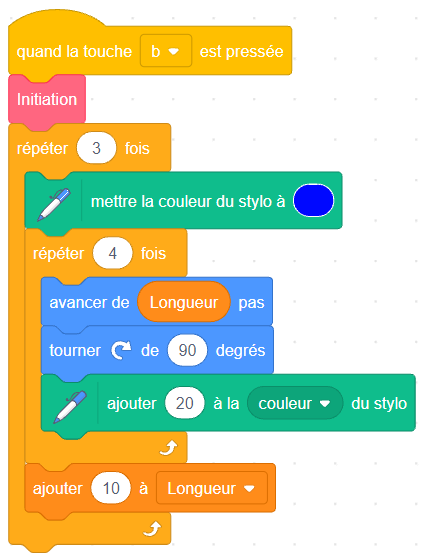 quand la touche b est pressée
Initiation
répéter 3 fois
mettre la couleur du stylo à
répéter 4 fois
avancer de Longueur pas
tourner de 90 degrés
ajouter 20 à la couleur du stylo
ajouter 10 à Longueur